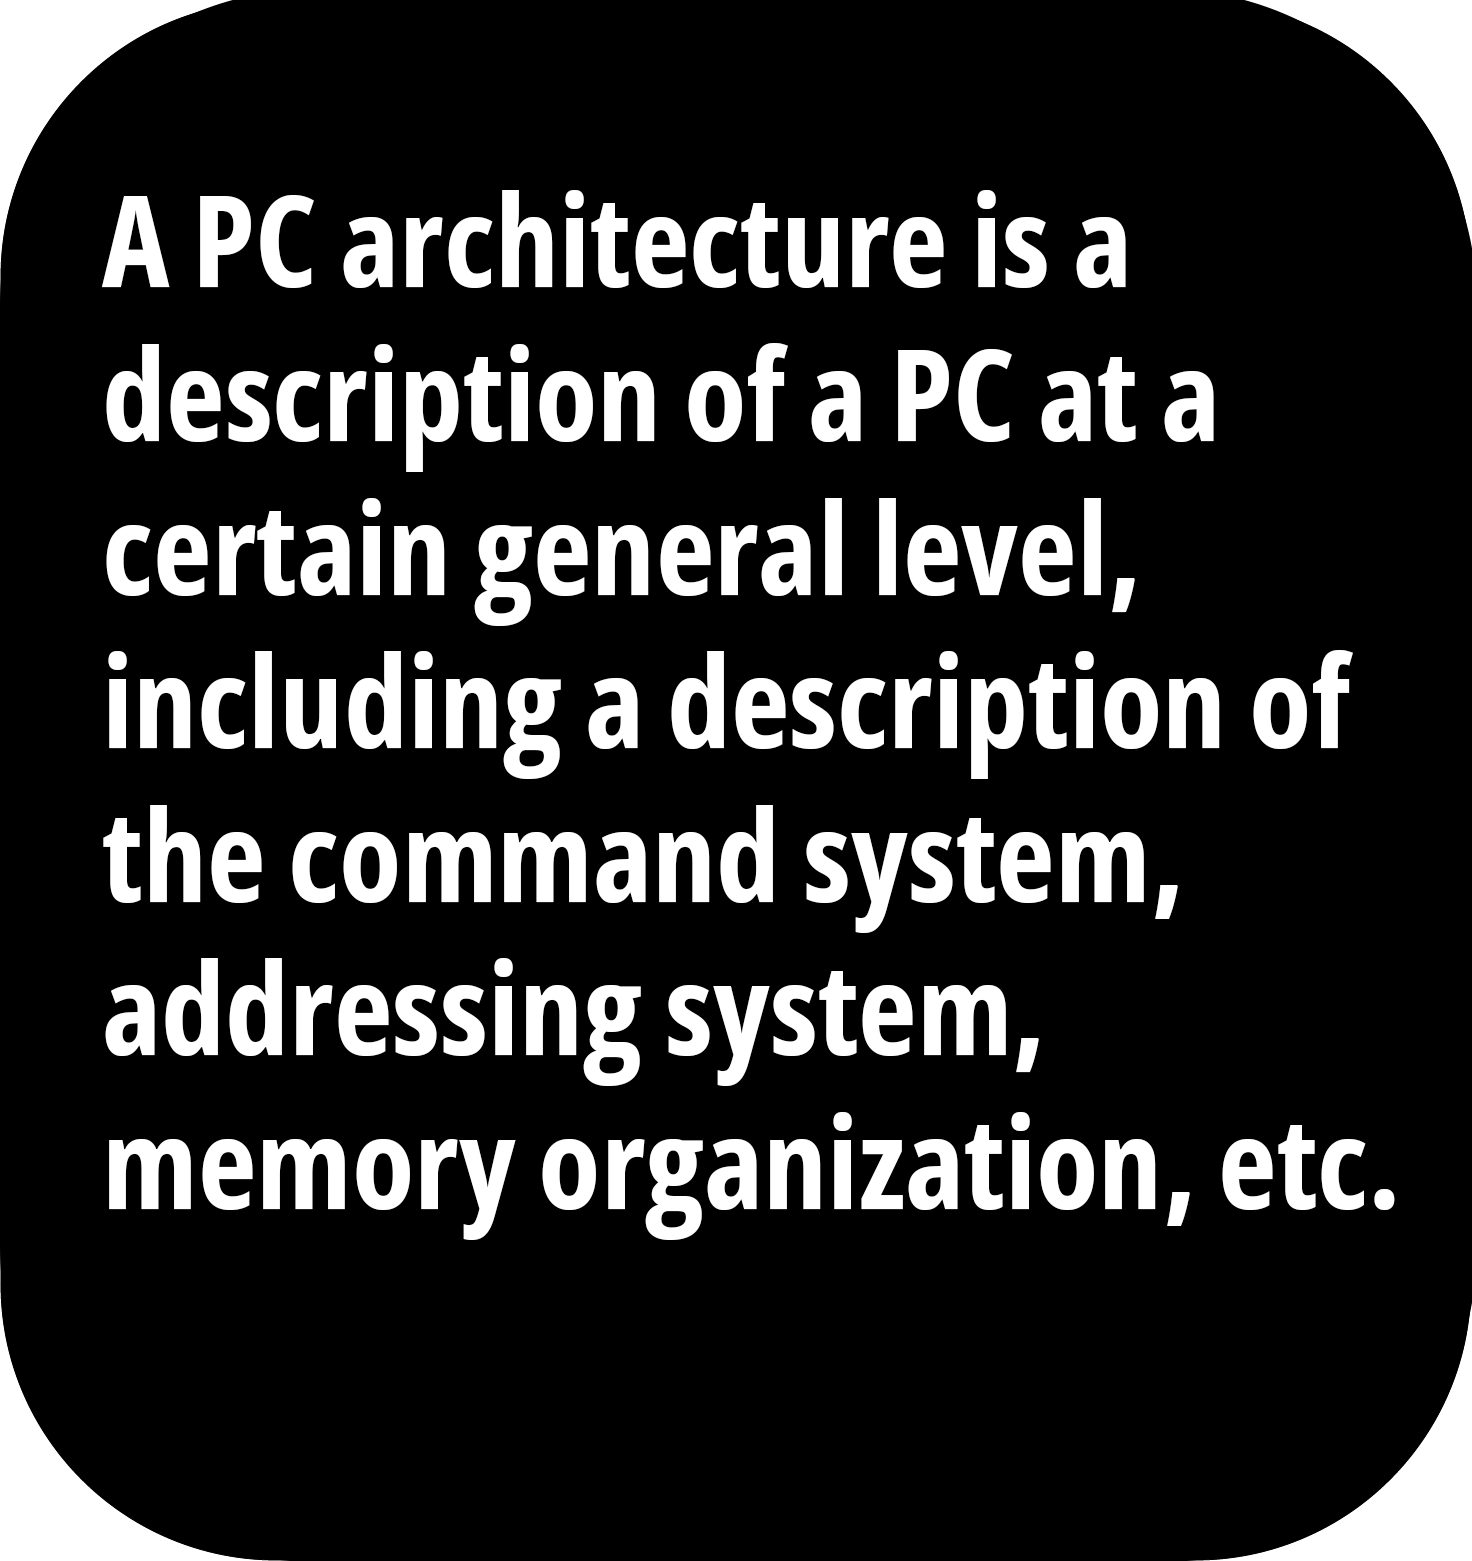 A PC architecture is a
description of a PC at a
certain general level,
including a description of
the command system,
addressing system,
memory organization, etc.